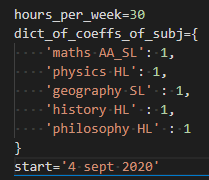 hours_per_week=30
dict_of_coeffs_of_subj={
    'maths AA_SL': 1,
    'physics HL': 1,
    'geography SL' : 1,
    'history HL' : 1,
    'philosophy HL' : 1
}
start='4 sept 2020'